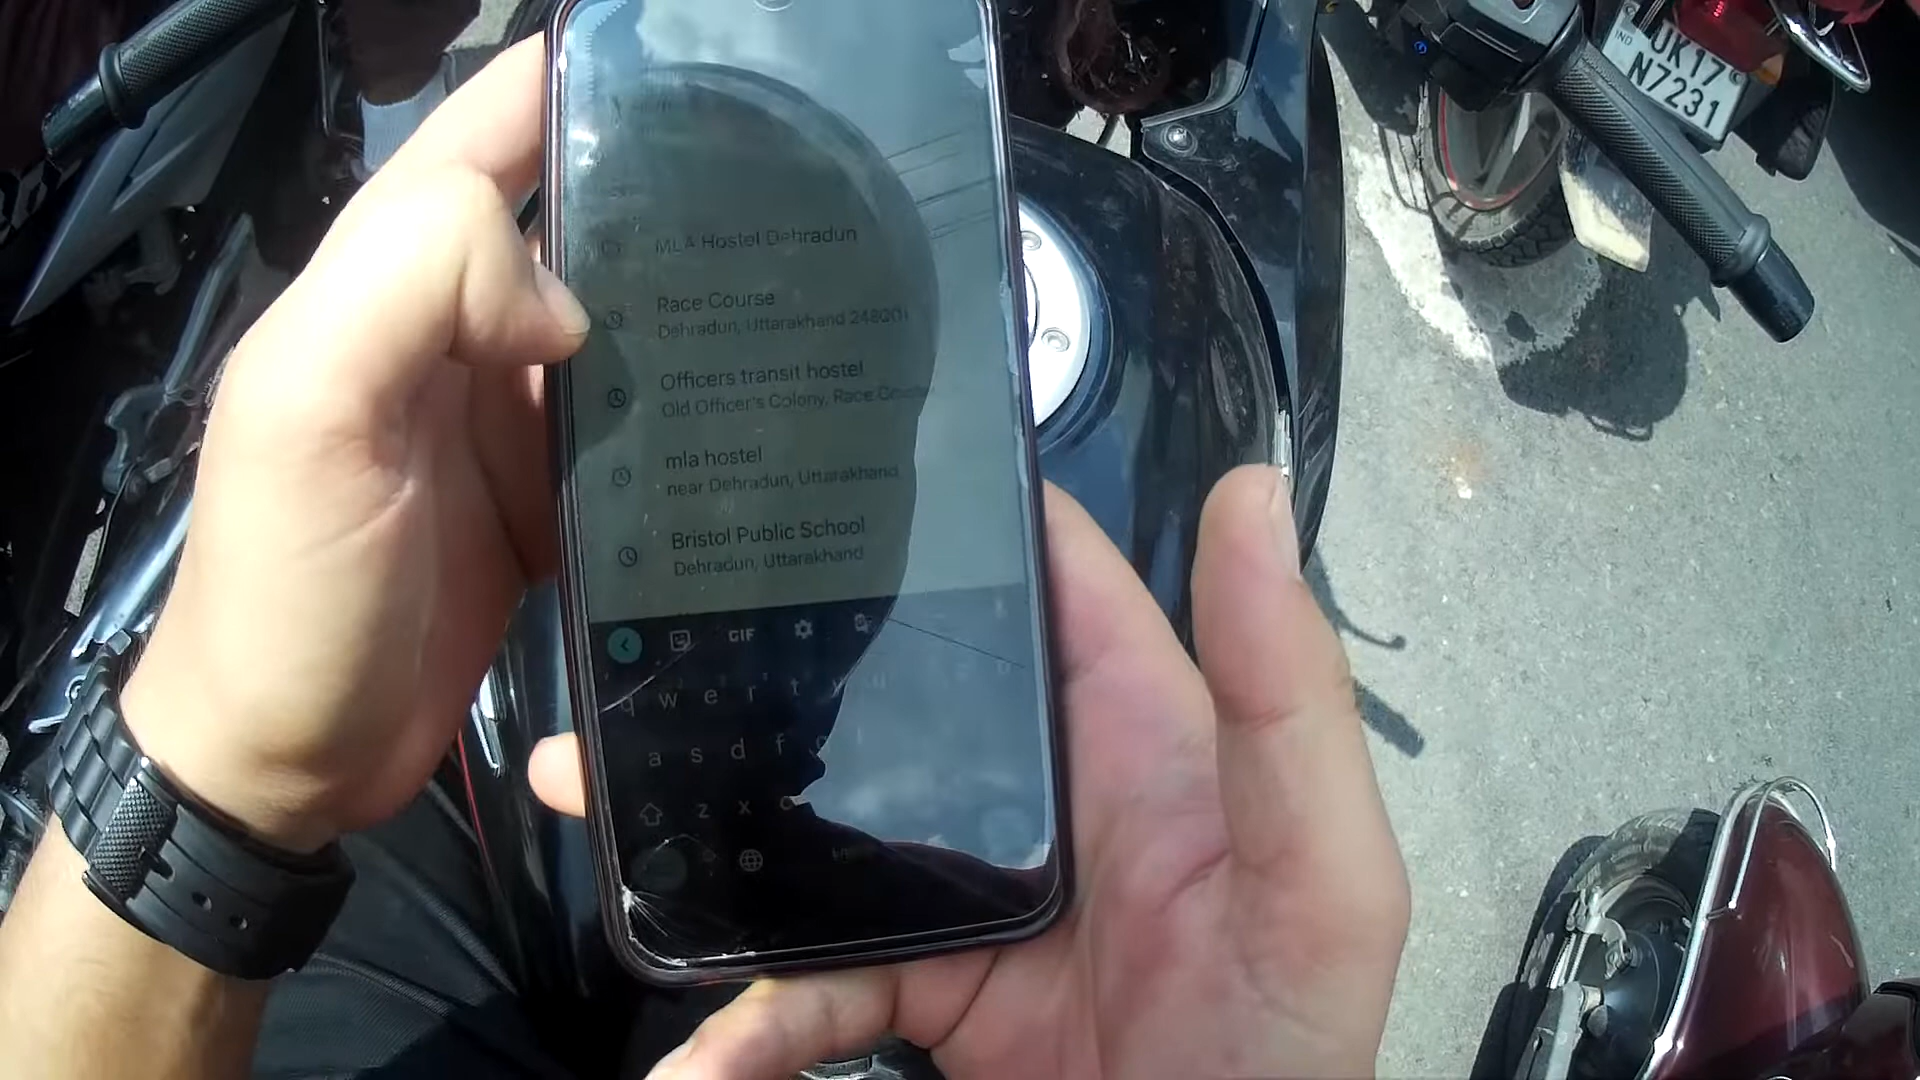 MLA Hostel Dehradun
Race Course
Dehradun, Uttarakhand
Officers transit hostel
Old Officer's Colony, Race
mla hostel
near Dehradun, Uttarakhand
Bristol Public School
Dehradun, Uttarakhand
GIF
q w e r t y
a s d f g
z x c
IND
UK17
N7231